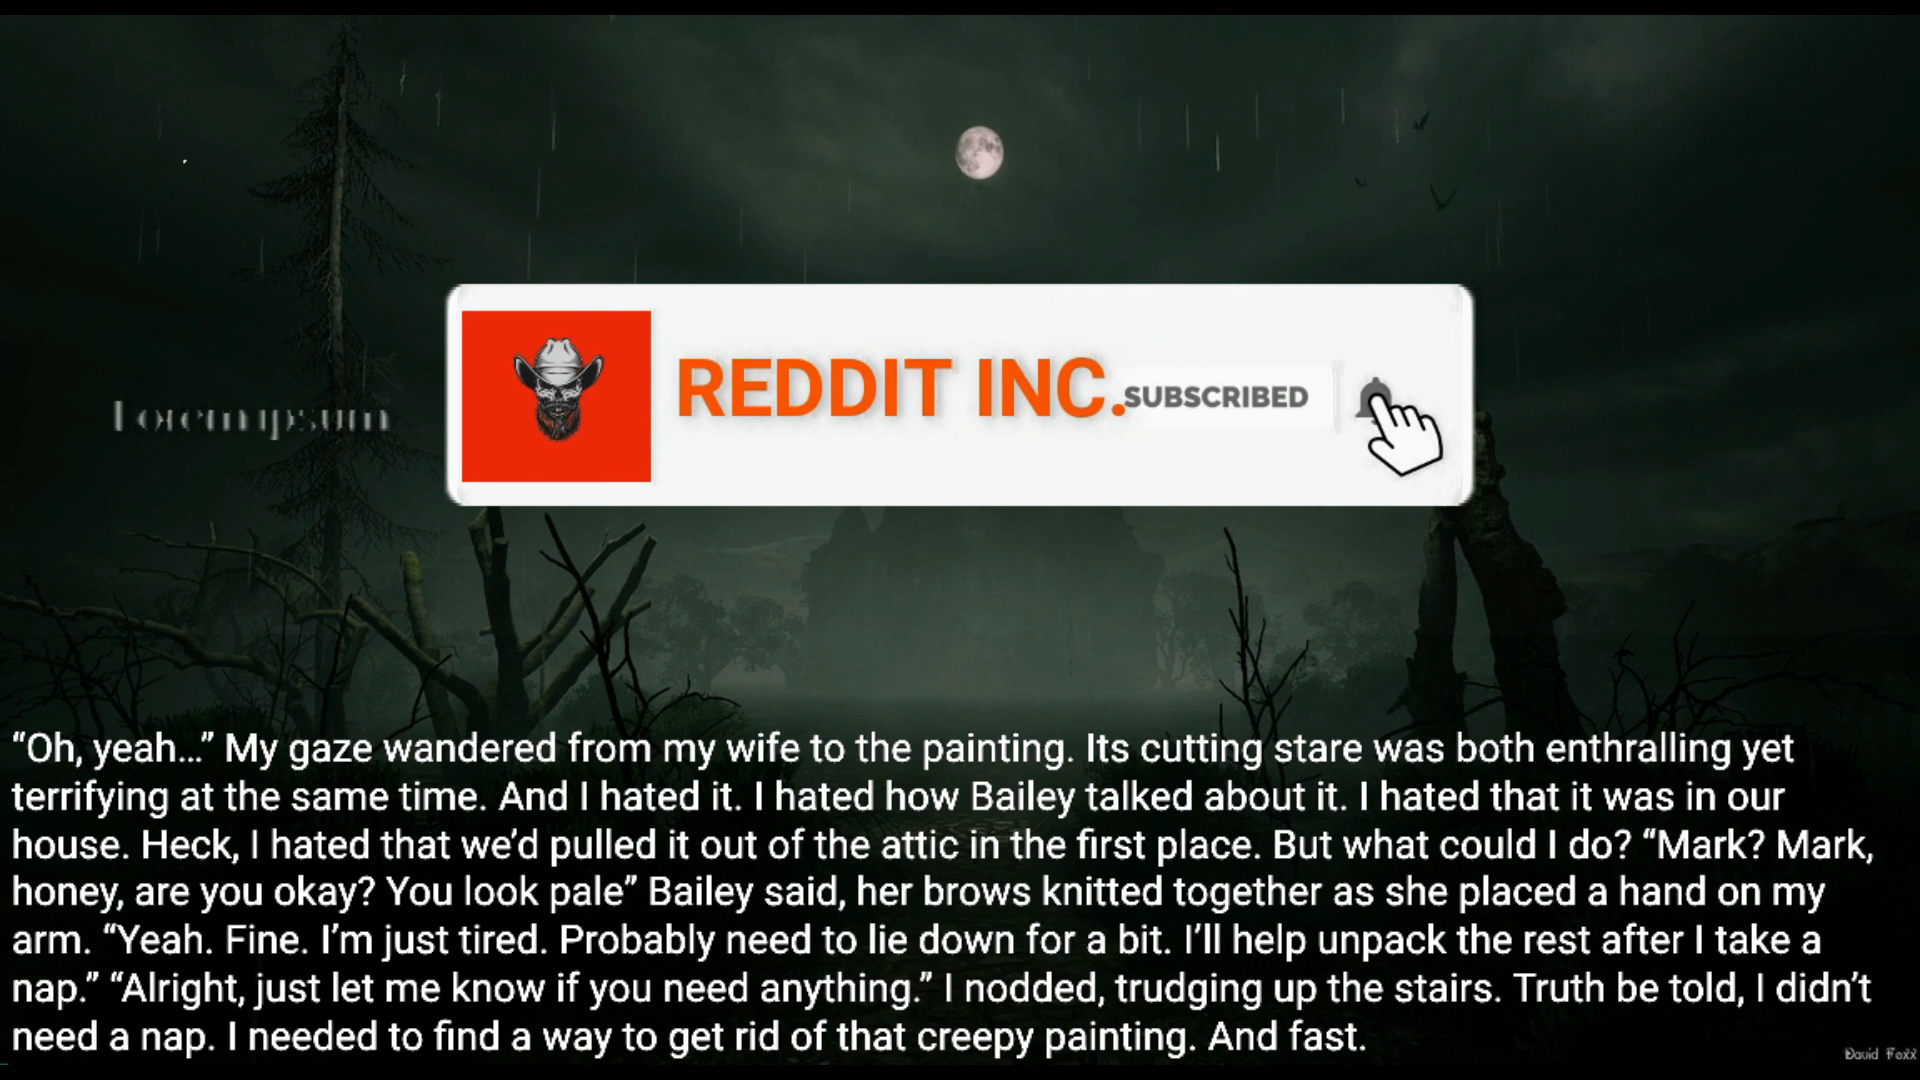 REDDIT INC.
SUBSCRIBED
Lorem ipsum
“Oh, yeah…” My gaze wandered from my wife to the painting. Its cutting stare was both enthralling yet
terrifying at the same time. And I hated it. I hated how Bailey talked about it. I hated that it was in our
house. Heck, I hated that we’d pulled it out of the attic in the first place. But what could I do? “Mark? Mark,
honey, are you okay? You look pale” Bailey said, her brows knitted together as she placed a hand on my
arm. “Yeah. Fine. I’m just tired. Probably need to lie down for a bit. I’ll help unpack the rest after I take a
nap.” “Alright, just let me know if you need anything.” I nodded, trudging up the stairs. Truth be told, I didn’t
need a nap. I needed to find a way to get rid of that creepy painting. And fast.
David Foxx